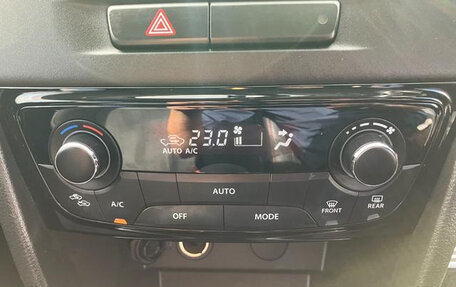 23.0
AUTO A/C
AUTO
A/C
OFF
MODE
FRONT
REAR